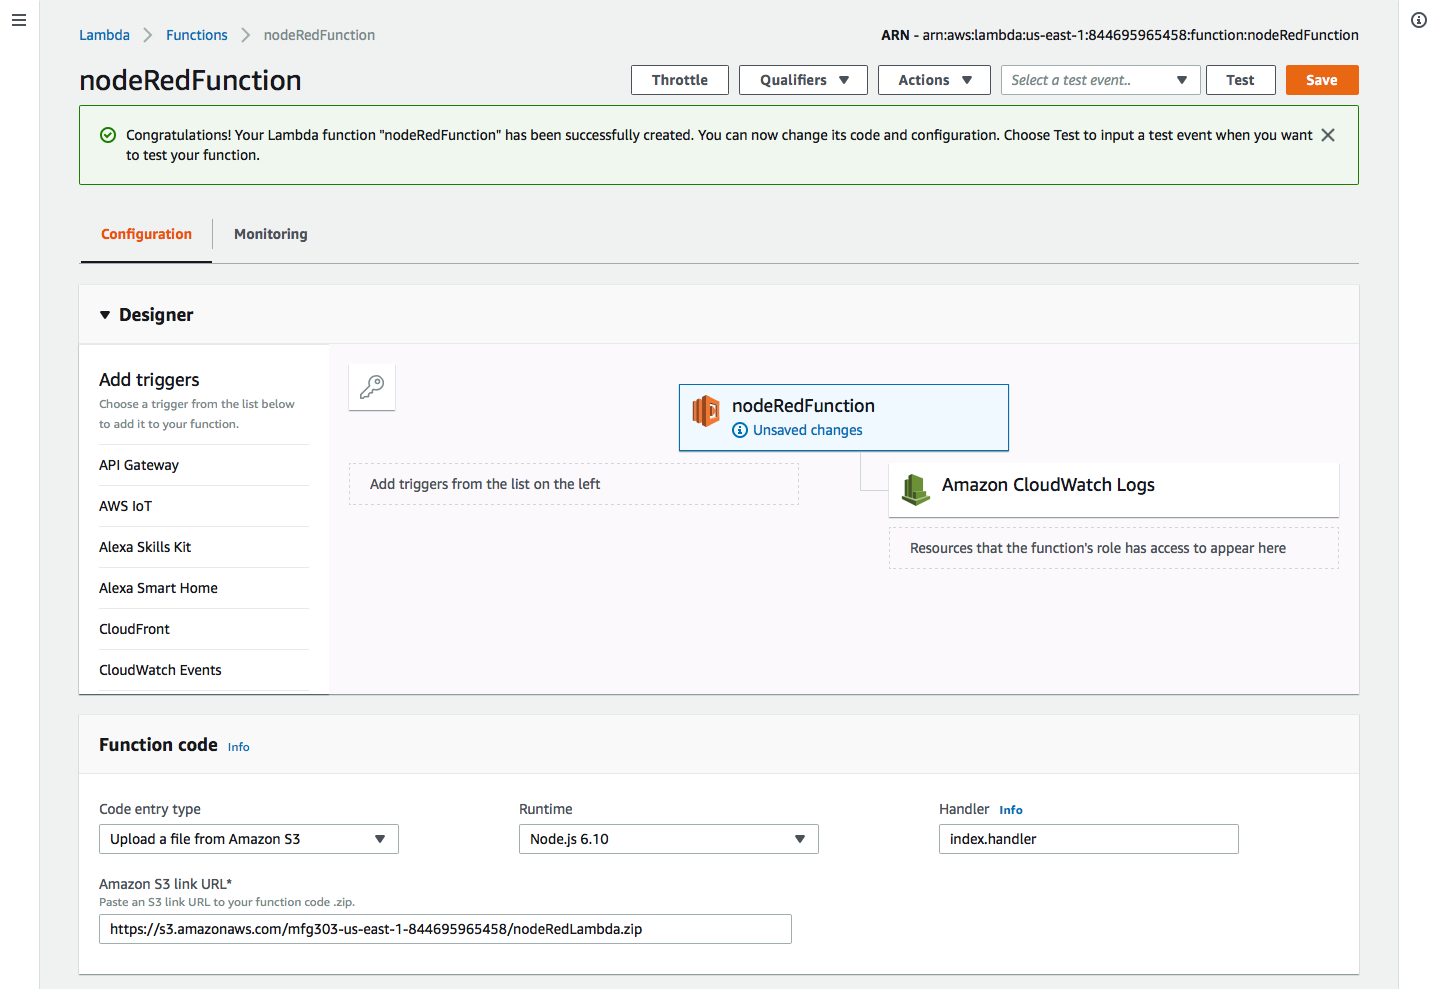 Lambda > Functions > nodeRedFunction
ARN - arn:aws:lambda:us-east-1:844695965458:function:nodeRedFunction
nodeRedFunction
Throttle
Qualifiers
Actions
Select a test event..
Test
Save
Congratulations! Your Lambda function "nodeRedFunction" has been successfully created. You can now change its code and configuration. Choose Test to input a test event when you want
to test your function.
Configuration
Monitoring
Designer
Add triggers
Choose a trigger from the list below
to add it to your function.
API Gateway
AWS IoT
Alexa Skills Kit
Alexa Smart Home
CloudFront
CloudWatch Events
nodeRedFunction
Unsaved changes
Add triggers from the list on the left
Amazon CloudWatch Logs
Resources that the function's role has access to appear here
Function code Info
Code entry type
Upload a file from Amazon S3
Runtime
Node.js 6.10
Handler Info
index.handler
Amazon S3 link URL*
Paste an S3 link URL to your function code .zip.
https://s3.amazonaws.com/mfg303-us-east-1-844695965458/nodeRedLambda.zip